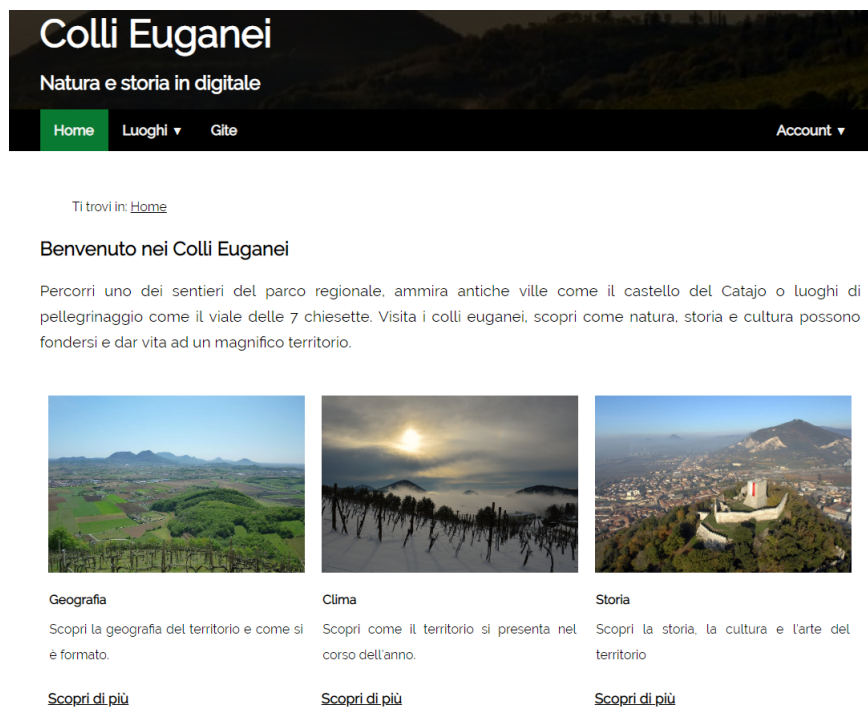 Colli Euganei
Natura e storia in digitale
Home Luoghi ▼ Gite Account ▼
Ti trovi in: Home
Benvenuto nei Colli Euganei
Percorri uno dei sentieri del parco regionale, ammira antiche ville come il castello del Catajo o luoghi di
pellegrinaggio come il viale delle 7 chiesette. Visita i colli euganei, scopri come natura, storia e cultura possono
fondersi e dar vita ad un magnifico territorio.
Geografia
Scopri la geografia del territorio e come si
è formato.
Scopri di più
Clima
Scopri come il territorio si presenta nel
corso dell'anno.
Scopri di più
Storia
Scopri la storia, la cultura e l'arte del
territorio
Scopri di più